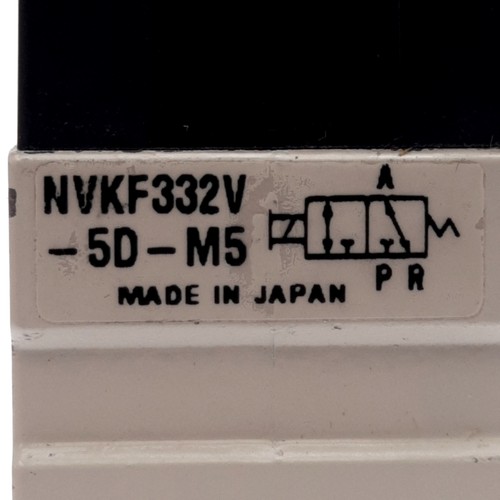 NVKF332V
-5D-M5
A
P R
MADE IN JAPAN